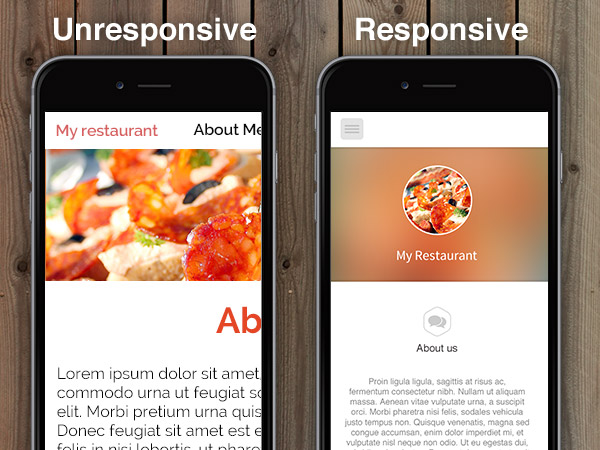 Unresponsive
Responsive
My restaurant
About Me
Ab
Lorem ipsum dolor sit amet,
commodo urna ut feugiat sc
elit. Morbi pretium urna quis
Donec feugiat sit amet est u
felis in nisi lobortis, ut phare
My Restaurant
About us
Proin ligula ligula, sagittis at risus ac,
fermentum consectetur nibh. Nullam ut aliquam
massa. Aenean vitae vulputate urna, a suscipit
orci. Morbi pharetra nisi felis, sodales vehicula
justo tempus non. Quisque venenatis, magna sed
congue accumsan, enim dolor imperdiet mi, et
vulputate nisl neque non odio. Ut eu egestas dui,